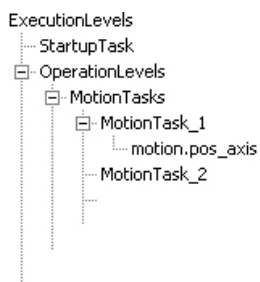 ExecutionLevels
StartupTask
OperationLevels
MotionTasks
MotionTask_1
motion.pos_axis
MotionTask_2